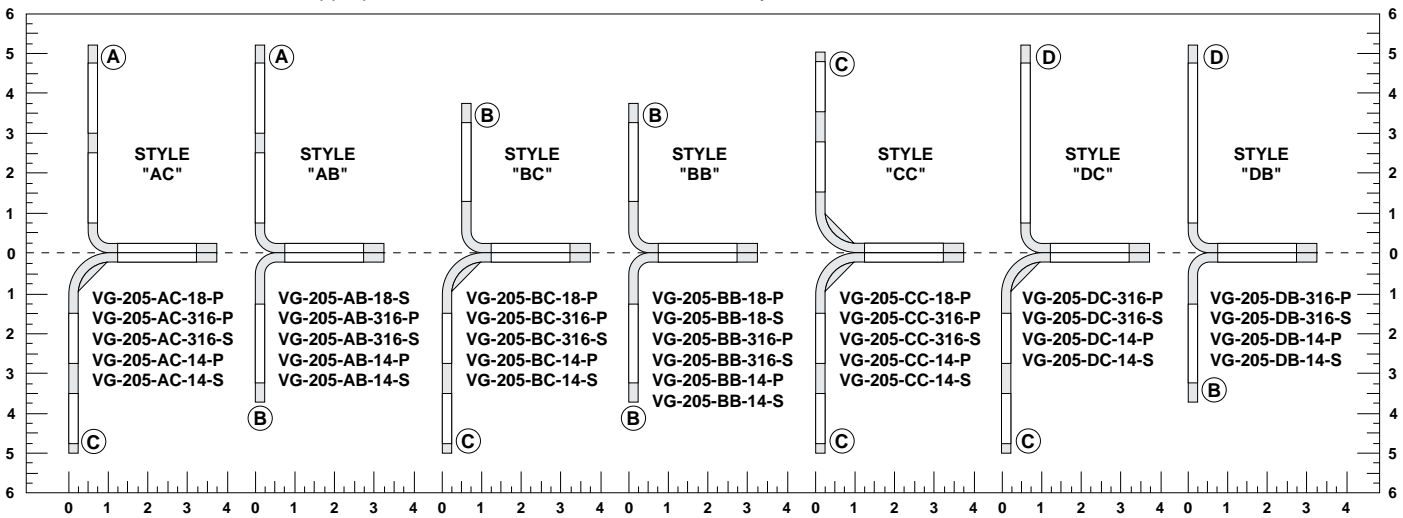 6 6
5 A A C D D 5
4 4
B B
3 3
STYLE STYLE STYLE STYLE STYLE STYLE STYLE
"AC" "AB" "BC" "BB" "CC" "DC" "DB"
2 2
1 1
0 0
VG-205-AC-18-P VG-205-AB-18-S VG-205-BC-18-P VG-205-BB-18-P VG-205-CC-18-P VG-205-DC-316-P VG-205-DB-316-P
1 1
VG-205-AC-316-P VG-205-AB-316-P VG-205-BC-316-P VG-205-BB-18-S VG-205-CC-316-P VG-205-DC-316-S VG-205-DB-316-S
2 2
VG-205-AC-316-S VG-205-AB-316-S VG-205-BC-316-S VG-205-BB-316-P VG-205-CC-316-S VG-205-DC-14-P VG-205-DB-14-P
VG-205-AC-14-P VG-205-AB-14-P VG-205-BC-14-P VG-205-BB-316-S VG-205-CC-14-P VG-205-DC-14-S VG-205-DB-14-S
3 3
VG-205-AC-14-S VG-205-AB-14-S VG-205-BC-14-S VG-205-BB-14-P VG-205-CC-14-S
VG-205-BB-14-S
B B B
4 4
C C C C
5 5
6 6
0 1 2 3 4 0 1 2 3 4 0 1 2 3 4 0 1 2 3 4 0 1 2 3 4 0 1 2 3 4 0 1 2 3 4